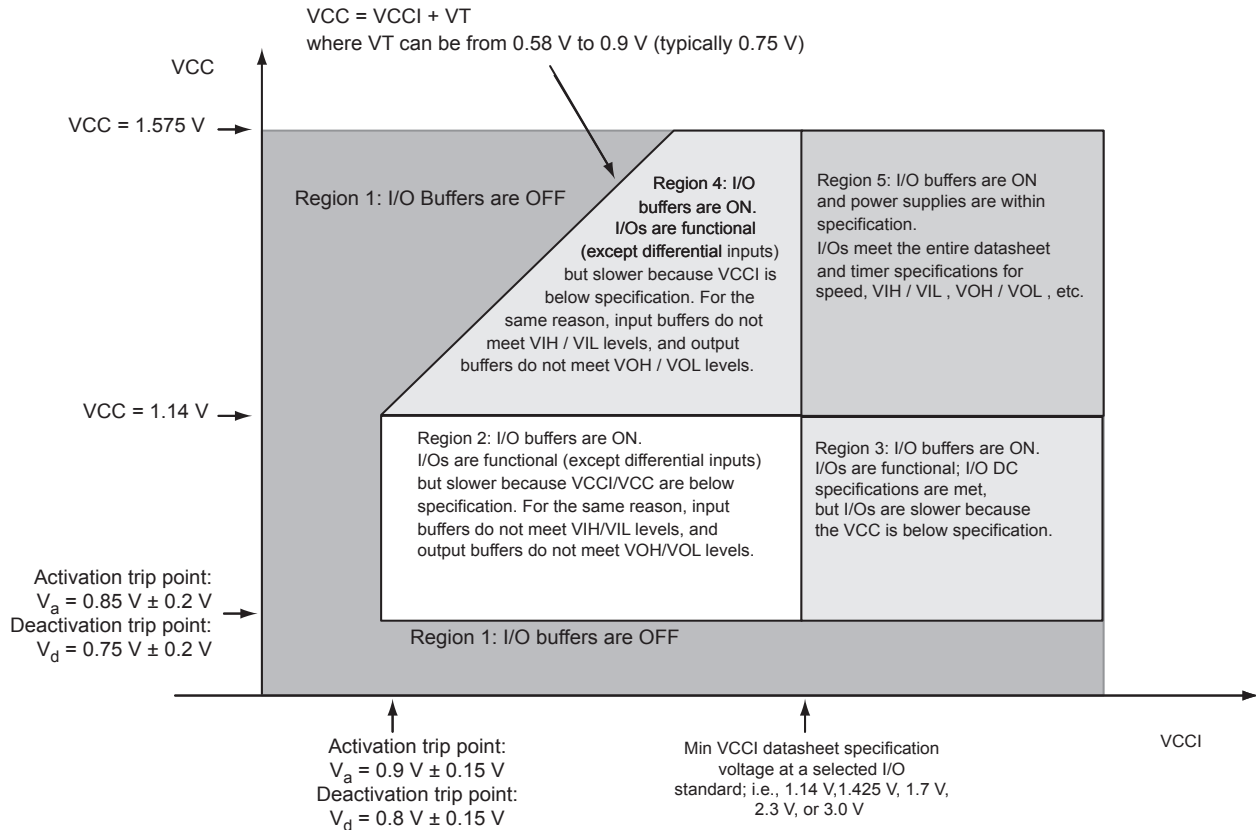 VCC = VCCI + VT
where VT can be from 0.58 V to 0.9 V (typically 0.75 V)
VCC
VCC = 1.575 V
Region 1: I/O Buffers are OFF
Region 4: I/O
buffers are ON.
I/Os are functional
(except differential inputs)
but slower because VCCI is
below specification. For the
same reason, input buffers do not
meet VIH / VIL levels, and output
buffers do not meet VOH / VOL levels.
Region 5: I/O buffers are ON
and power supplies are within
specification.
I/Os meet the entire datasheet
and timer specifications for
speed, VIH / VIL , VOH / VOL , etc.
VCC = 1.14 V
Region 2: I/O buffers are ON.
I/Os are functional (except differential inputs)
but slower because VCCI/VCC are below
specification. For the same reason, input
buffers do not meet VIH/VIL levels, and
output buffers do not meet VOH/VOL levels.
Region 3: I/O buffers are ON.
I/Os are functional; I/O DC
specifications are met,
but I/Os are slower because
the VCC is below specification.
Activation trip point:
Va = 0.85 V ± 0.2 V
Deactivation trip point:
Vd = 0.75 V ± 0.2 V
Region 1: I/O buffers are OFF
Activation trip point:
Va = 0.9 V ± 0.15 V
Deactivation trip point:
Vd = 0.8 V ± 0.15 V
Min VCCI datasheet specification
voltage at a selected I/O
standard; i.e., 1.14 V,1.425 V, 1.7 V,
2.3 V, or 3.0 V
VCCI